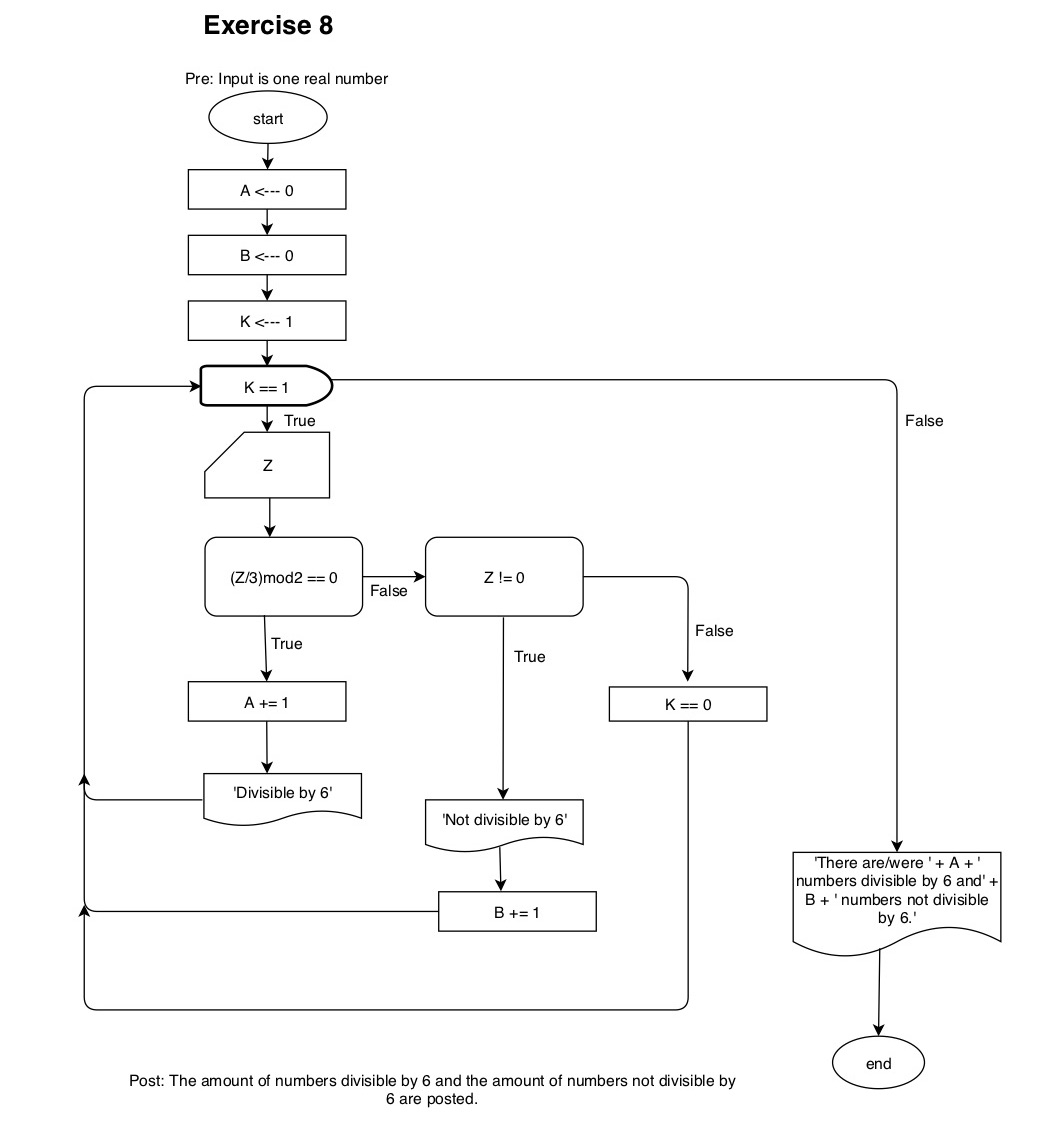 Exercise 8
Pre: Input is one real number
start
A <--- 0
B <--- 0
K <--- 1
K == 1
True
False
Z
(Z/3)mod2 == 0
False
Z != 0
False
True
True
A += 1
K == 0
'Divisible by 6'
'Not divisible by 6'
B += 1
'There are/were ' + A + '
numbers divisible by 6 and' +
B + ' numbers not divisible
by 6.'
end
Post: The amount of numbers divisible by 6 and the amount of numbers not divisible by
6 are posted.